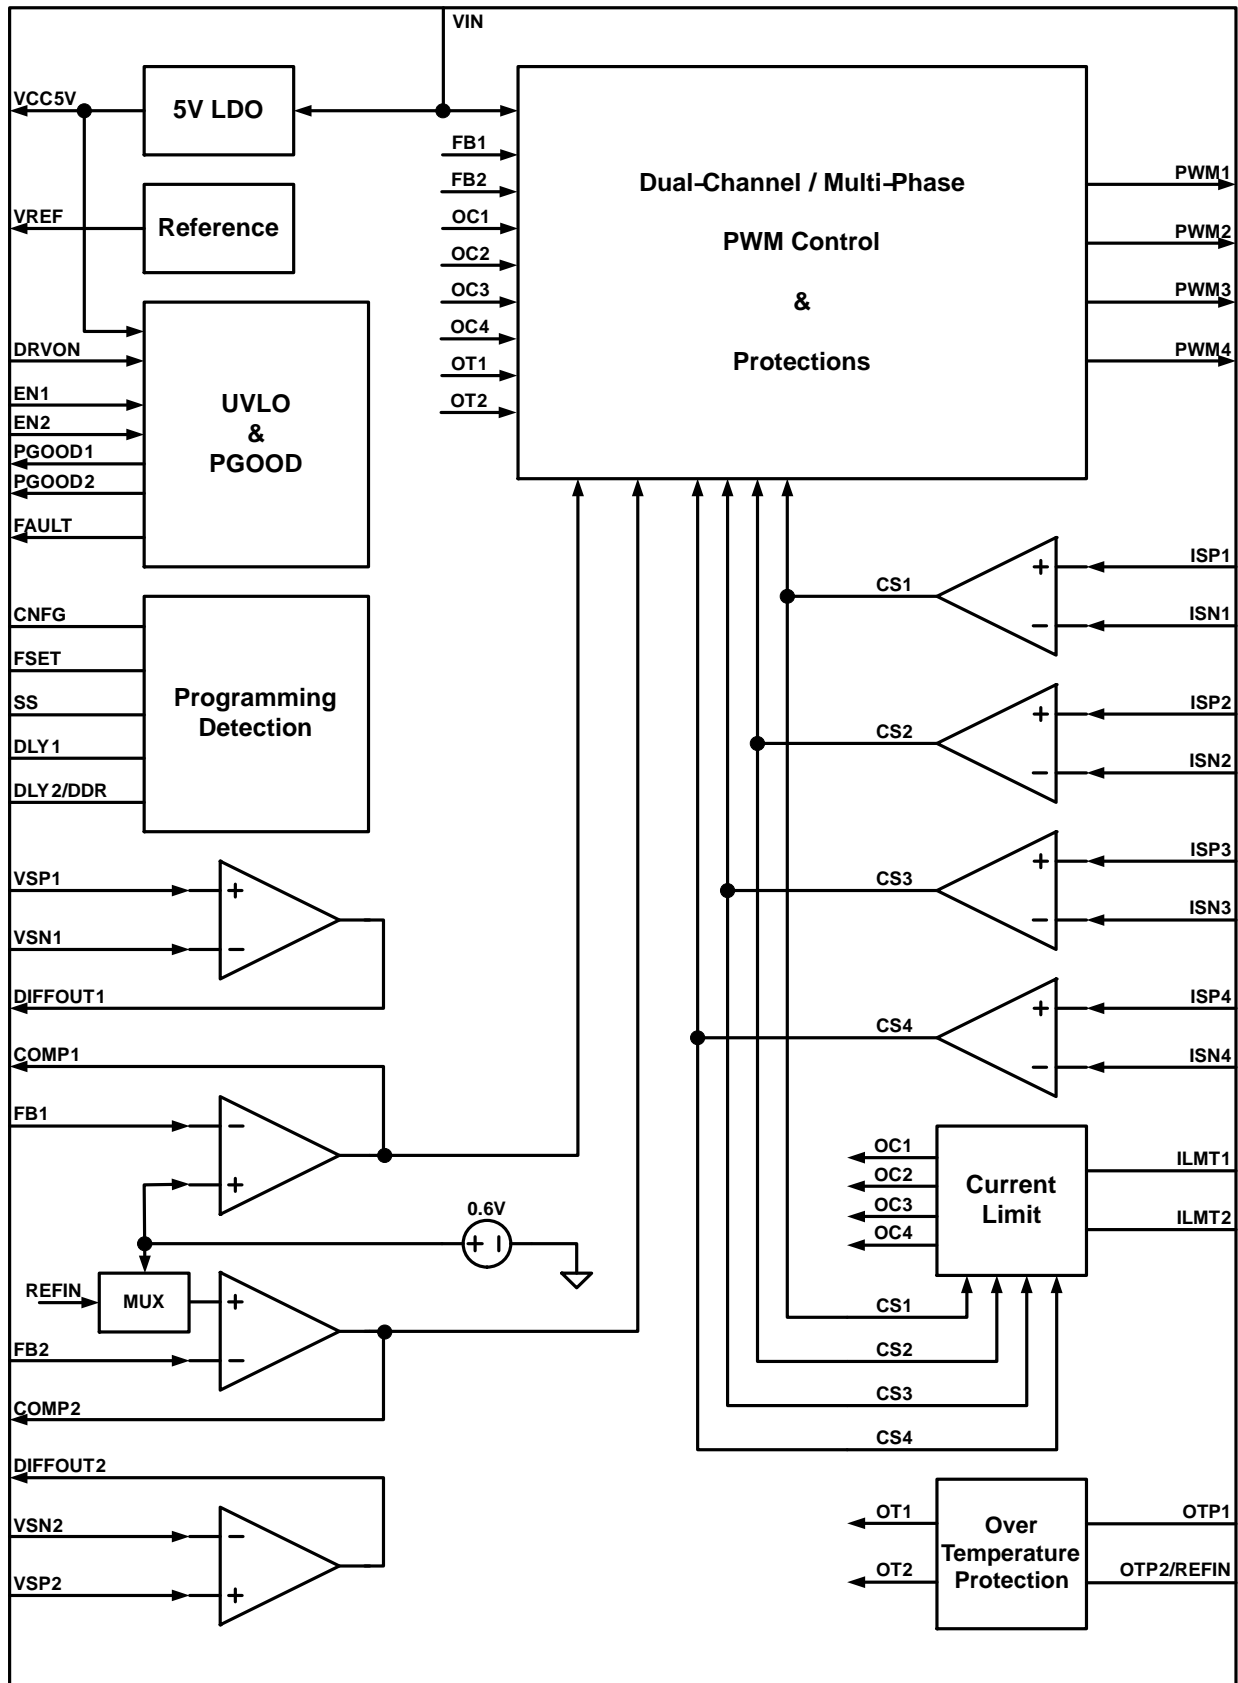 VIN
VCC5V
5V LDO
FB1
FB2
OC1
OC2
OC3
OC4
OT1
OT2
Dual–Channel / Multi–Phase
PWM Control
&
Protections
PWM1
PWM2
PWM3
PWM4
VREF
Reference
DRVON
EN1
EN2
PGOOD1
PGOOD2
FAULT
UVLO
&
PGOOD
CNFG
FSET
SS
DLY1
DLY2/DDR
Programming
Detection
CS1
+
−
ISP1
ISN1
CS2
+
−
ISP2
ISN2
CS3
+
−
ISP3
ISN3
CS4
+
−
ISP4
ISN4
VSP1
+
VSN1
−
DIFFOUT1
COMP1
FB1
−
+
0.6V
+ −
REFIN
MUX
+
FB2
−
COMP2
DIFFOUT2
VSN2
−
VSP2
+
OC1
OC2
OC3
OC4
Current
Limit
ILMT1
ILMT2
CS1
CS2
CS3
CS4
OT1
OT2
Over
Temperature
Protection
OTP1
OTP2/REFIN